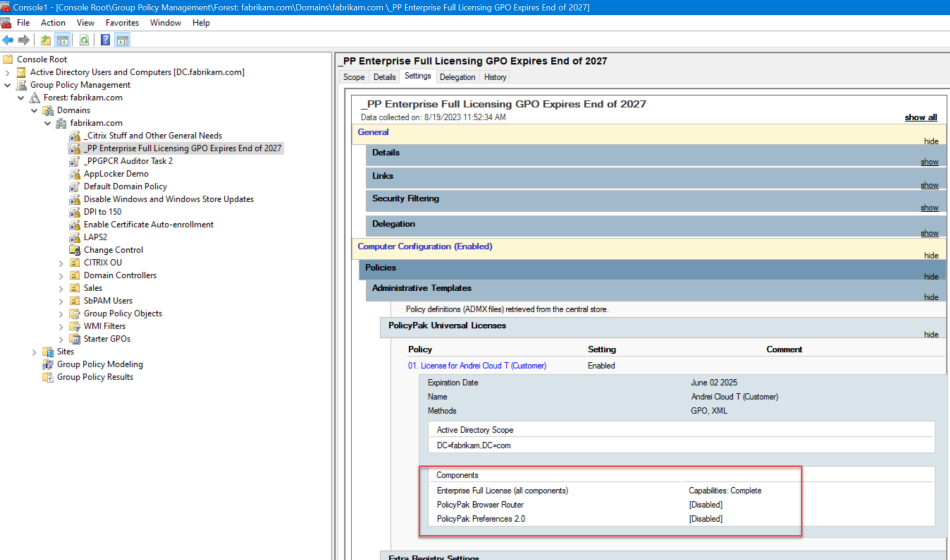 Console1 - [Console Root\Group Policy Management\Forest: fabrikam.com\Domains\fabrikam.com \_PP Enterprise Full Licensing GPO Expires End of 2027]
File Action View Favorites Window Help
Console Root
Active Directory Users and Computers [DC.fabrikam.com]
Group Policy Management
Forest: fabrikam.com
Domains
fabrikam.com
_Citrix Stuff and Other General Needs
_PP Enterprise Full Licensing GPO Expires End of 2027
_PPGPCR Auditor Task 2
AppLocker Demo
Default Domain Policy
Disable Windows and Windows Store Updates
DPI to 150
Enable Certificate Auto-enrollment
LAPS2
Change Control
CITRIX OU
Domain Controllers
Sales
SbPAM Users
Group Policy Objects
WMI Filters
Starter GPOs
Sites
Group Policy Modeling
Group Policy Results
_PP Enterprise Full Licensing GPO Expires End of 2027
Scope Details Settings Delegation History
_PP Enterprise Full Licensing GPO Expires End of 2027
Data collected on: 8/19/2023 11:52:34 AM show all
General hide
Details show
Links show
Security Filtering show
Delegation show
Computer Configuration (Enabled) hide
Policies hide
Administrative Templates hide
Policy definitions (ADMX files) retrieved from the central store.
PolicyPak Universal Licenses hide
Policy Setting Comment
01. License for Andrei Cloud T (Customer) Enabled
Expiration Date June 02 2025
Name Andrei Cloud T (Customer)
Methods GPO, XML
Active Directory Scope
DC=fabrikam,DC=com
Components
Enterprise Full License (all components) Capabilities: Complete
PolicyPak Browser Router [Disabled]
PolicyPak Preferences 2.0 [Disabled]
Extra Registry Settings